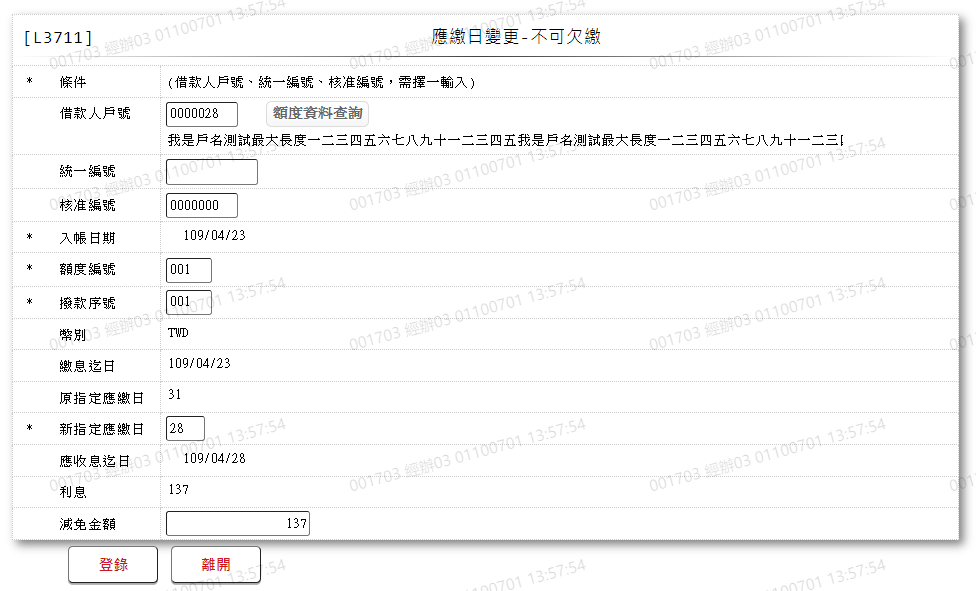 [L3711]
應繳日變更-不可欠繳
* 條件 (借款人戶號、統一編號、核准編號，需擇一輸入)
借款人戶號 0000028 額度資料查詢
我是戶名測試最大長度一二三四五六七八九十一二三四五我是戶名測試最大長度一二三四五六七八九十一二三
統一編號
核准編號 0000000
* 入帳日期 109/04/23
* 額度編號 001
* 撥款序號 001
幣別 TWD
繳息迄日 109/04/23
原指定應繳日 31
* 新指定應繳日 28
應收息迄日 109/04/28
利息 137
減免金額 137
登錄 離開
001703 經辦03 01100701 13:57:54